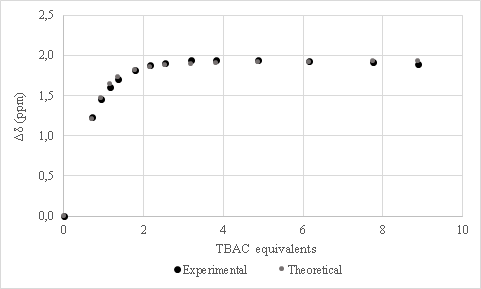 2,5
2,0
1,5
1,0
0,5
0,0
Δδ (ppm)
0 2 4 6 8 10
TBAC equivalents
Experimental Theoretical